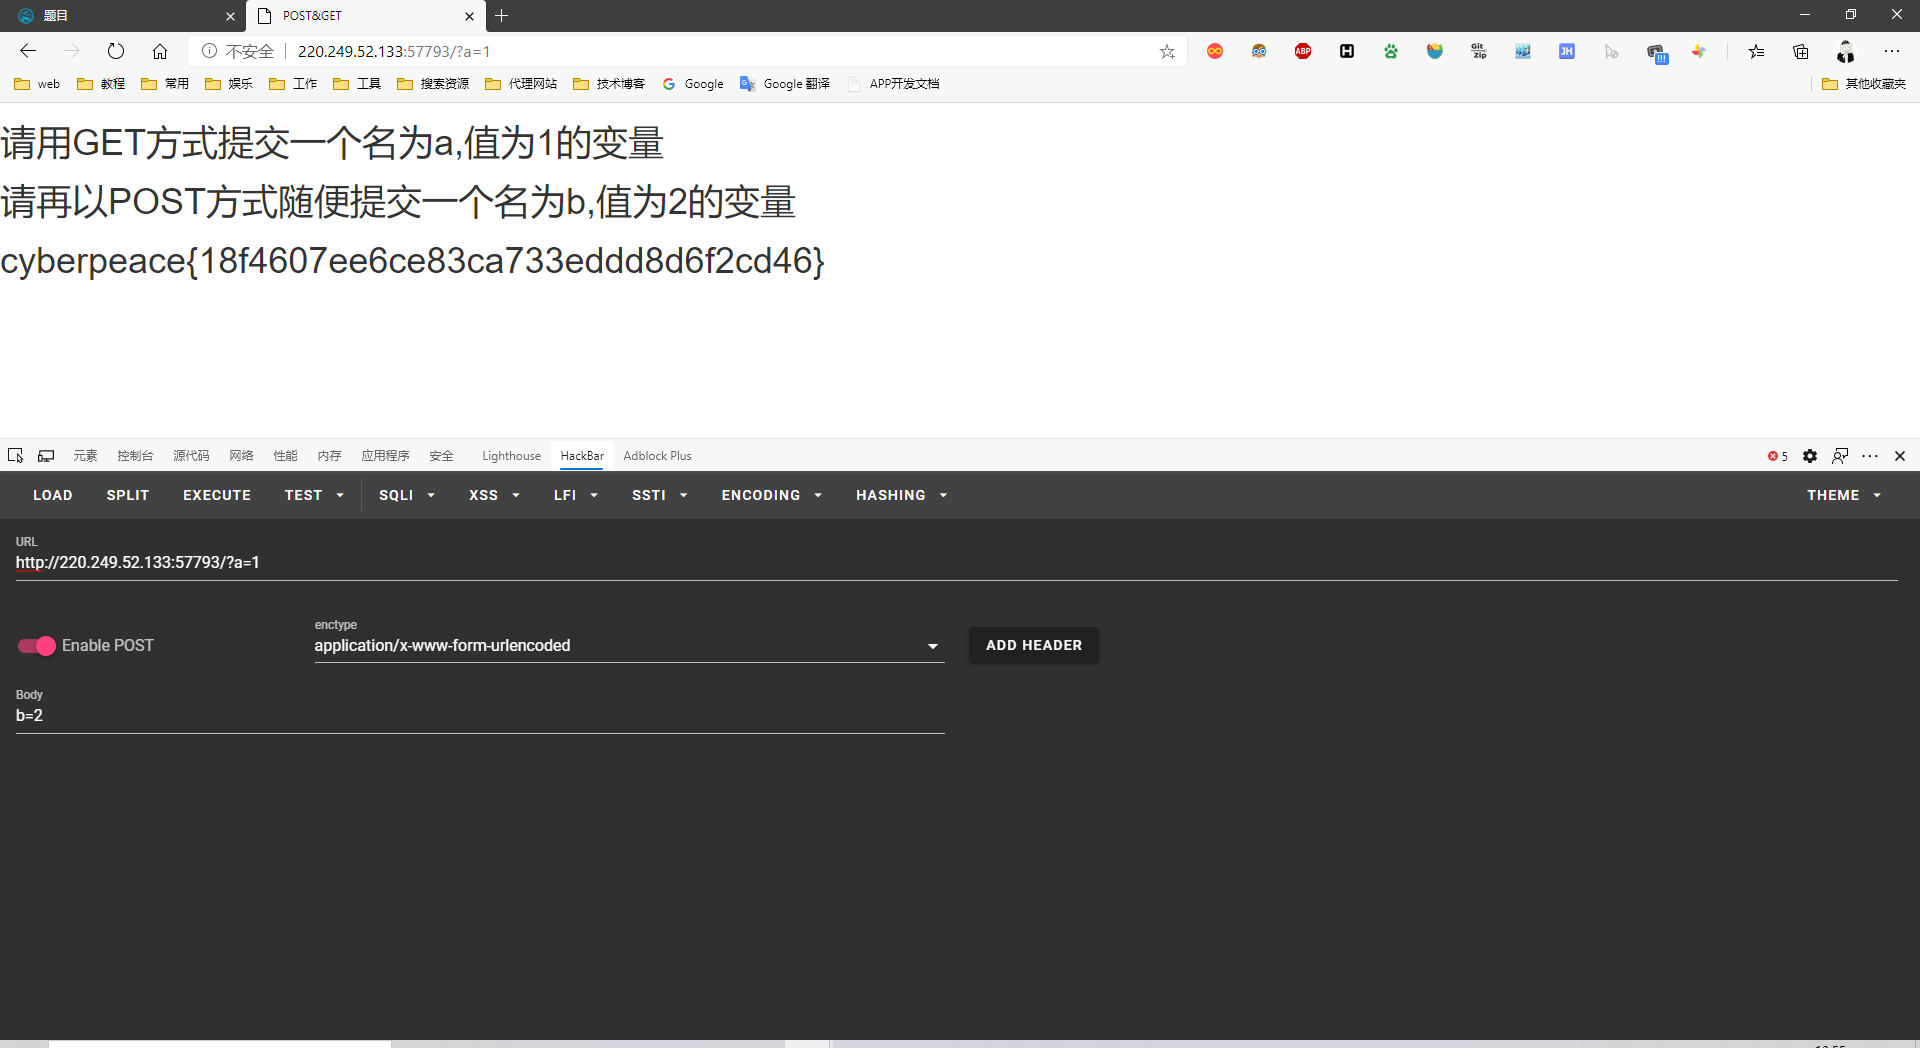 题目
POST&GET
不安全 220.249.52.133:57793/?a=1
web 教程 常用 娱乐 工作 工具 搜索资源 代理网站 技术博客 Google Google 翻译 APP开发文档 其他收藏夹
请用GET方式提交一个名为a,值为1的变量
请再以POST方式随便提交一个名为b,值为2的变量
cyberpeace{18f4607ee6ce83ca733eddd8d6f2cd46}
元素 控制台 源代码 网络 性能 内存 应用程序 安全 Lighthouse HackBar Adblock Plus 5
LOAD SPLIT EXECUTE TEST SQLI XSS LFI SSTI ENCODING HASHING THEME
URL
http://220.249.52.133:57793/?a=1
enctype
Enable POST application/x-www-form-urlencoded ADD HEADER
Body
b=2